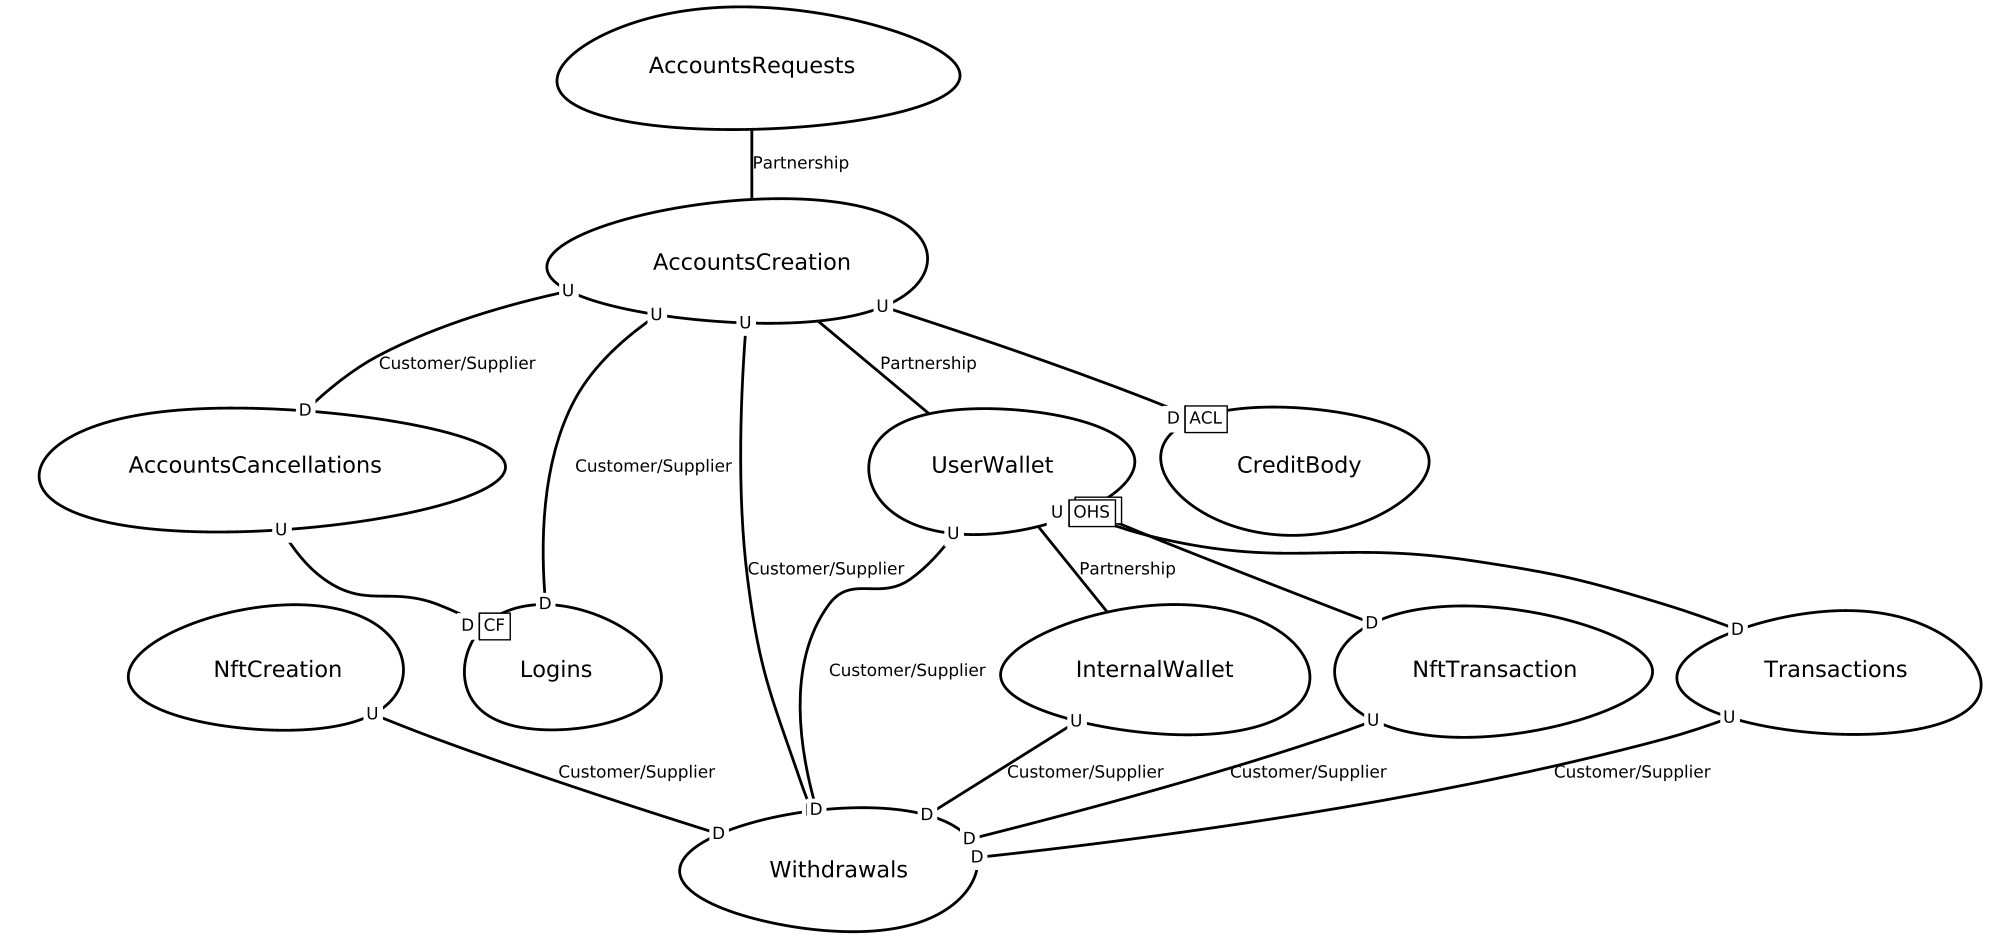 AccountsRequests
Partnership
AccountsCreation
U
U
U
U
Customer/Supplier
Partnership
D
D ACL
AccountsCancellations
Customer/Supplier
UserWallet
CreditBody
U OHS
U
U
Customer/Supplier
Partnership
D
D CF
D
D
NftCreation
Logins
Customer/Supplier
InternalWallet
NftTransaction
Transactions
U
U
U
U
Customer/Supplier
Customer/Supplier
Customer/Supplier
Customer/Supplier
D
D
D
D
D
Withdrawals